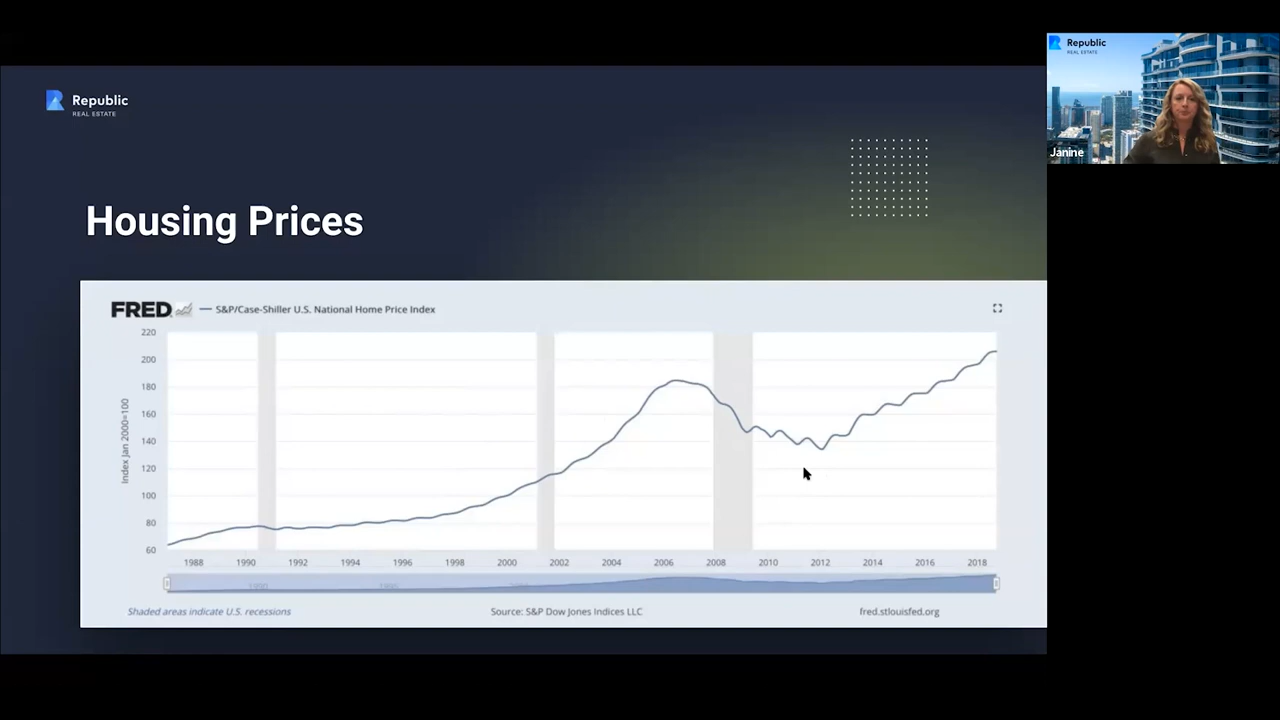 Republic
REAL ESTATE
Republic
REAL ESTATE
Janine
Housing Prices
FRED — S&P/Case-Shiller U.S. National Home Price Index
220
200
180
160
140
120
100
80
60
Index Jan 2000=100
1988 1990 1992 1994 1996 1998 2000 2002 2004 2006 2008 2010 2012 2014 2016 2018
1990
Shaded areas indicate U.S. recessions
Source: S&P Dow Jones Indices LLC
fred.stlouisfed.org